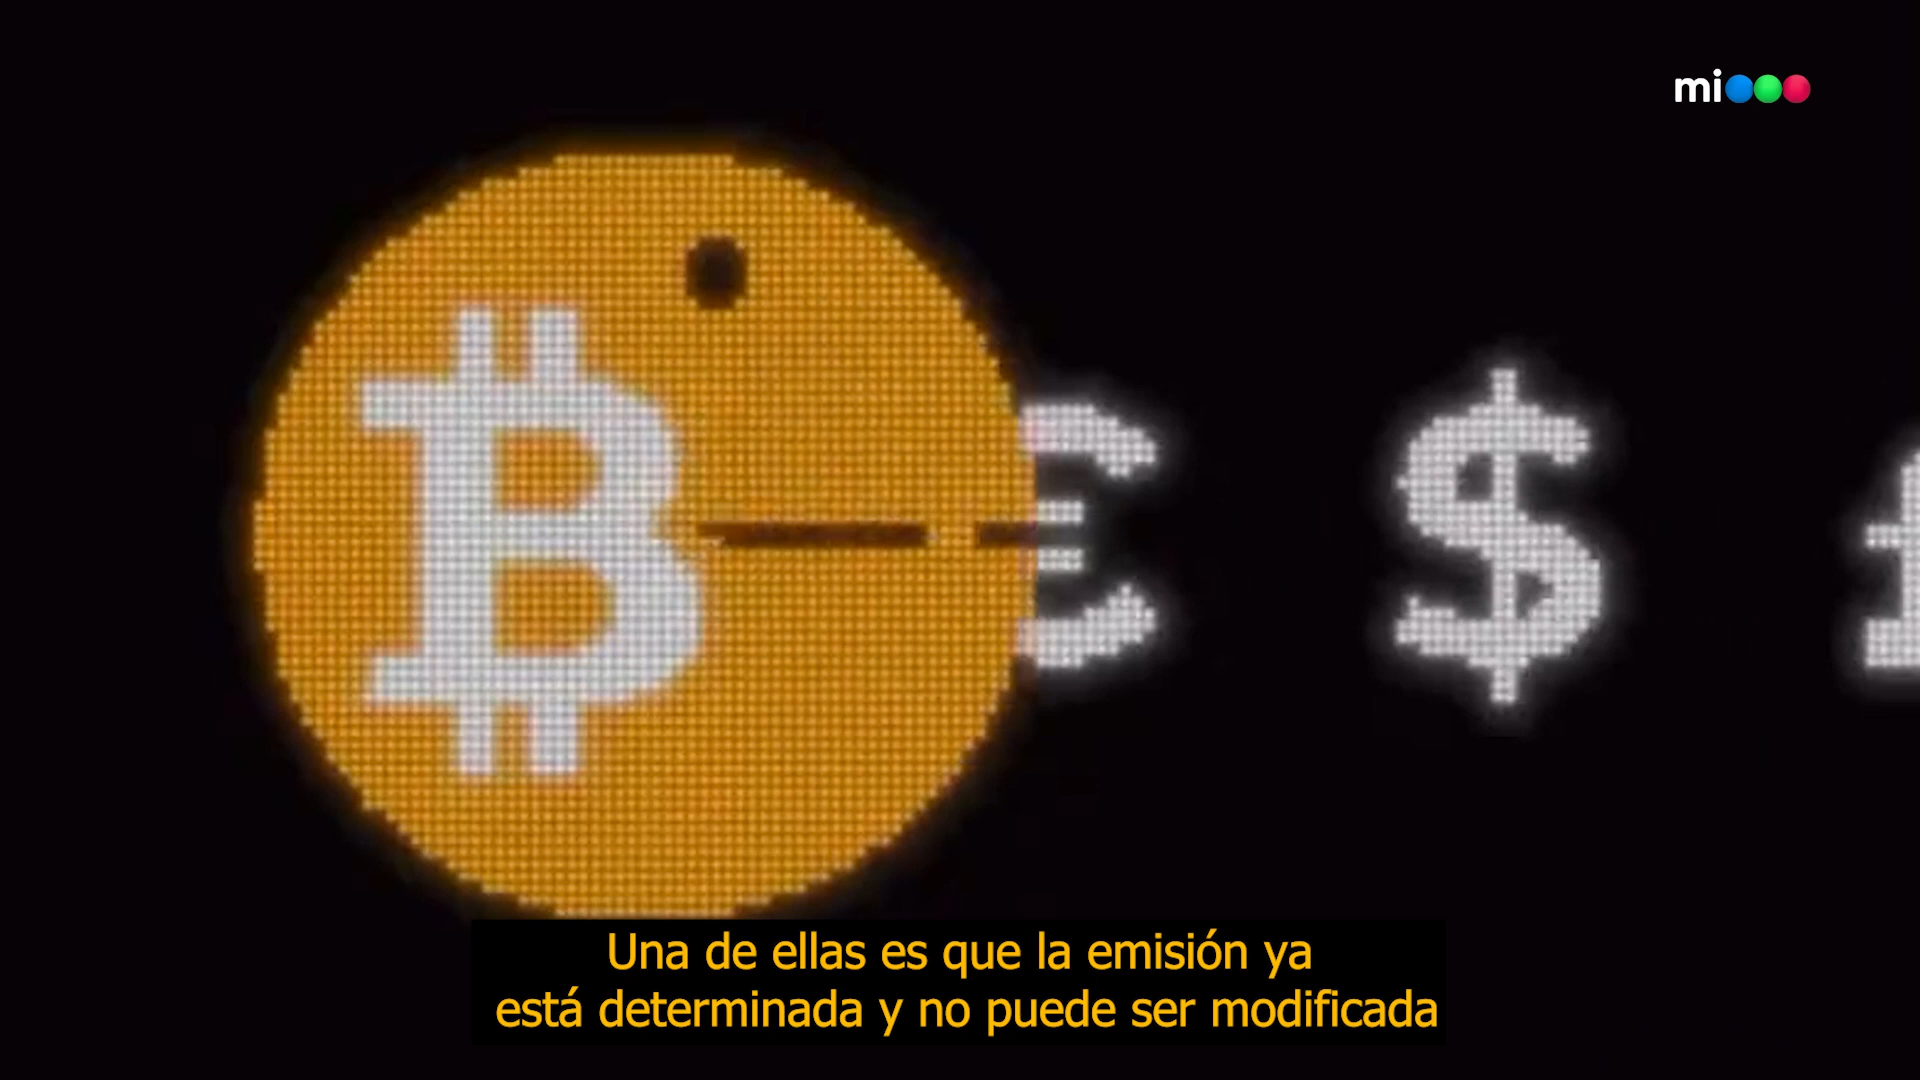 mi
₿ € $ £
Una de ellas es que la emisión ya
está determinada y no puede ser modificada